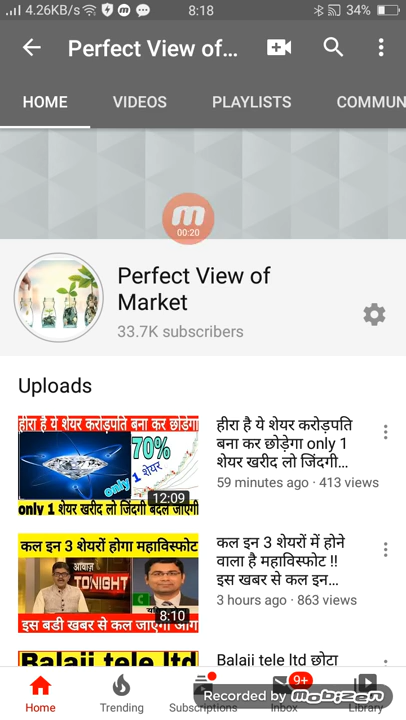 4.26KB/s
8:18
34%
Perfect View of...
HOME
VIDEOS
PLAYLISTS
COMMUN
00:20
Perfect View of
Market
33.7K subscribers
Uploads
हीरा है ये शेयर करोड़पति बना कर छोड़ेगा
70%
only 1 शेयर
12:09
only 1 शेयर खरीद लो जिंदगी बदल जाएगी
हीरा है ये शेयर करोड़पति
बना कर छोड़ेगा only 1
शेयर खरीद लो जिंदगी...
59 minutes ago · 413 views
कल इन 3 शेयरों होगा महाविस्फोट
आवाज़
TONIGHT
8:10
इस बडी खबर से कल जाएगी आग
कल इन 3 शेयरों में होने
वाला है महाविस्फोट !!
इस खबर से कल इन...
3 hours ago · 863 views
Balaji tele ltd
Balaji tele ltd छोटा
9+
Home
Trending
Subscriptions
Inbox
Library
Recorded by mobizen